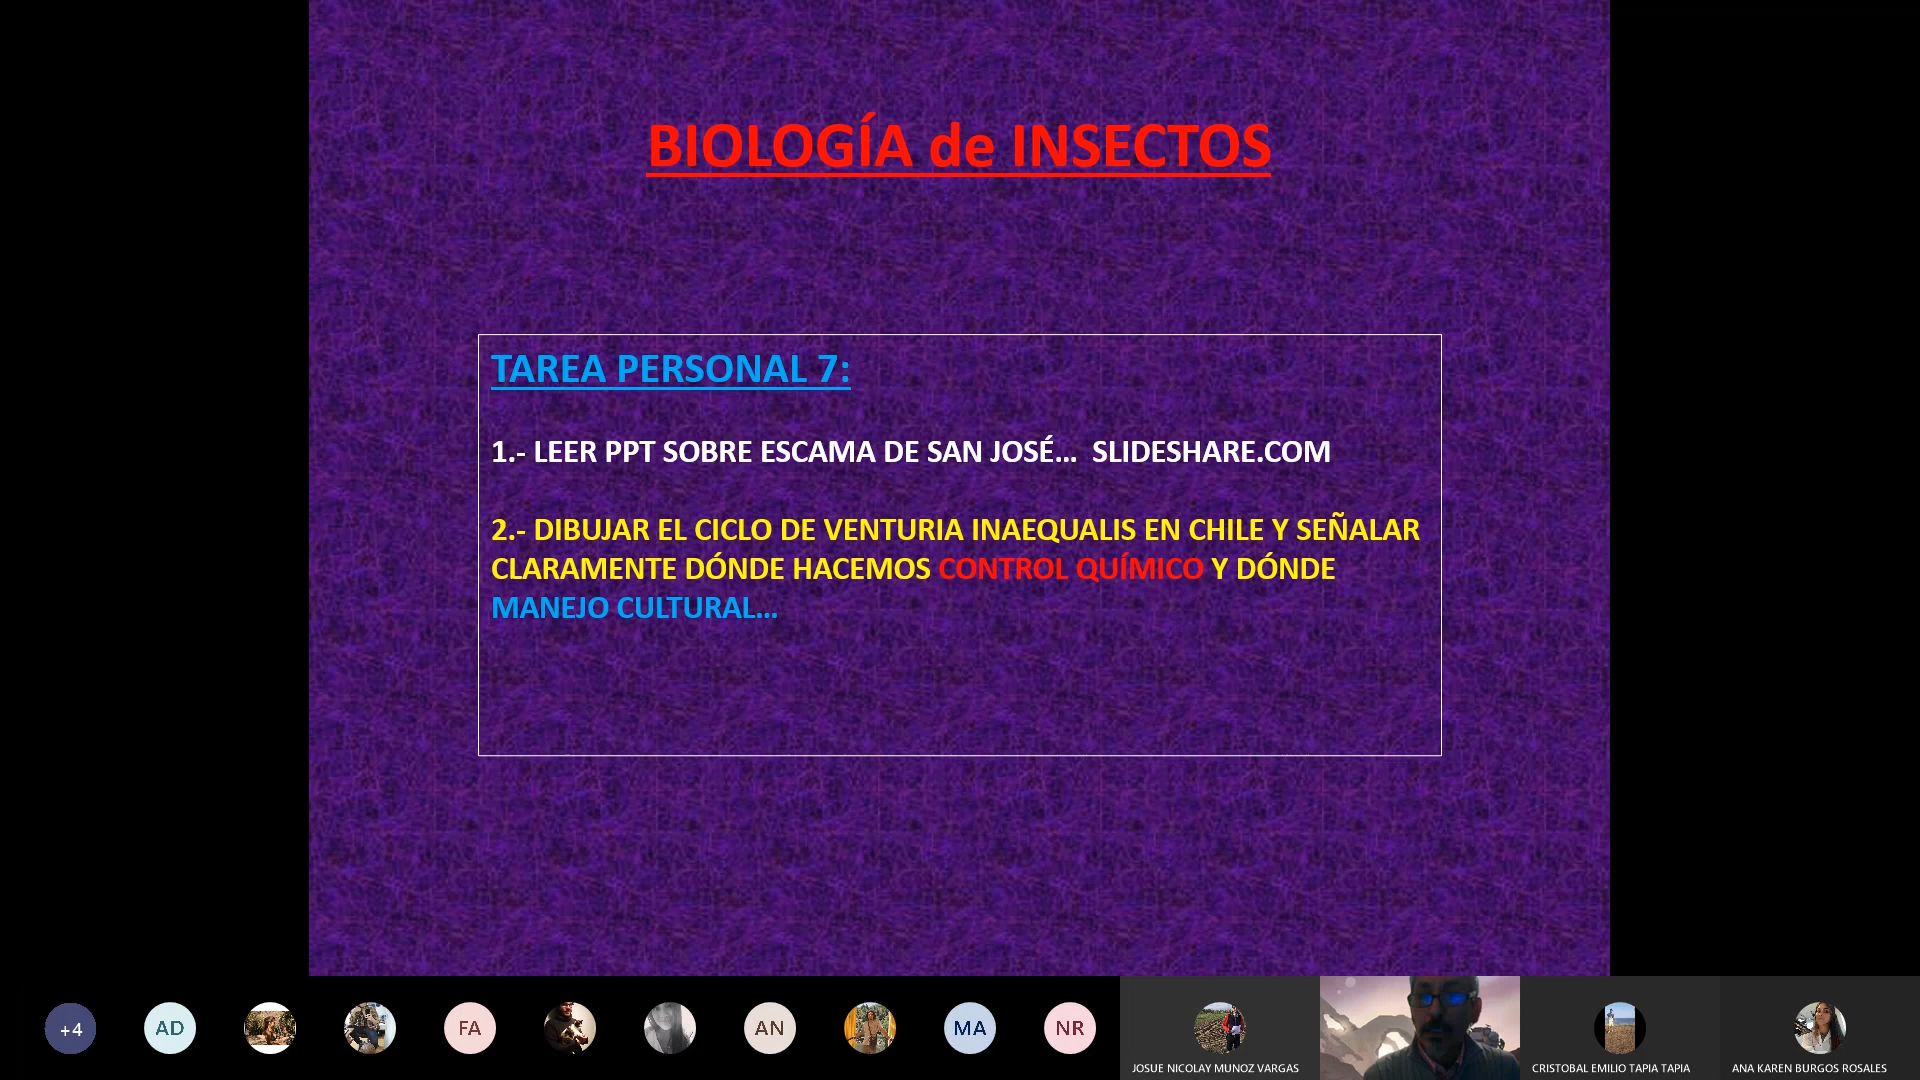 BIOLOGÍA de INSECTOS
TAREA PERSONAL 7:
1.- LEER PPT SOBRE ESCAMA DE SAN JOSÉ... SLIDESHARE.COM
2.- DIBUJAR EL CICLO DE VENTURIA INAEQUALIS EN CHILE Y SEÑALAR
CLARAMENTE DÓNDE HACEMOS CONTROL QUÍMICO Y DÓNDE
MANEJO CULTURAL...
+4
AD
FA
AN
MA
NR
JOSUE NICOLAY MUNOZ VARGAS
CRISTOBAL EMILIO TAPIA TAPIA
ANA KAREN BURGOS ROSALES